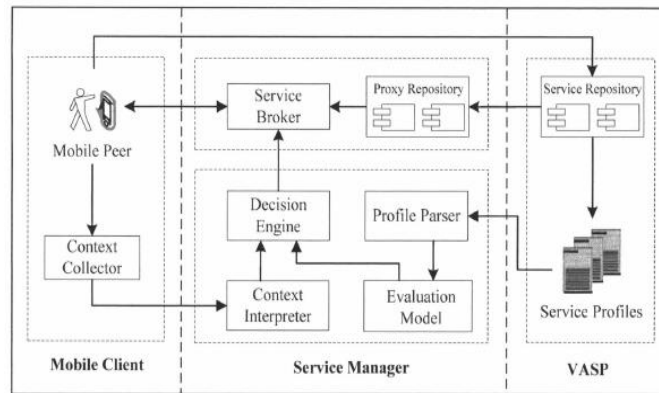 Mobile Peer
Context
Collector
Mobile Client
Service
Broker
Proxy Repository
Decision
Engine
Profile Parser
Context
Interpreter
Evaluation
Model
Service Manager
Service Repository
Service Profiles
VASP